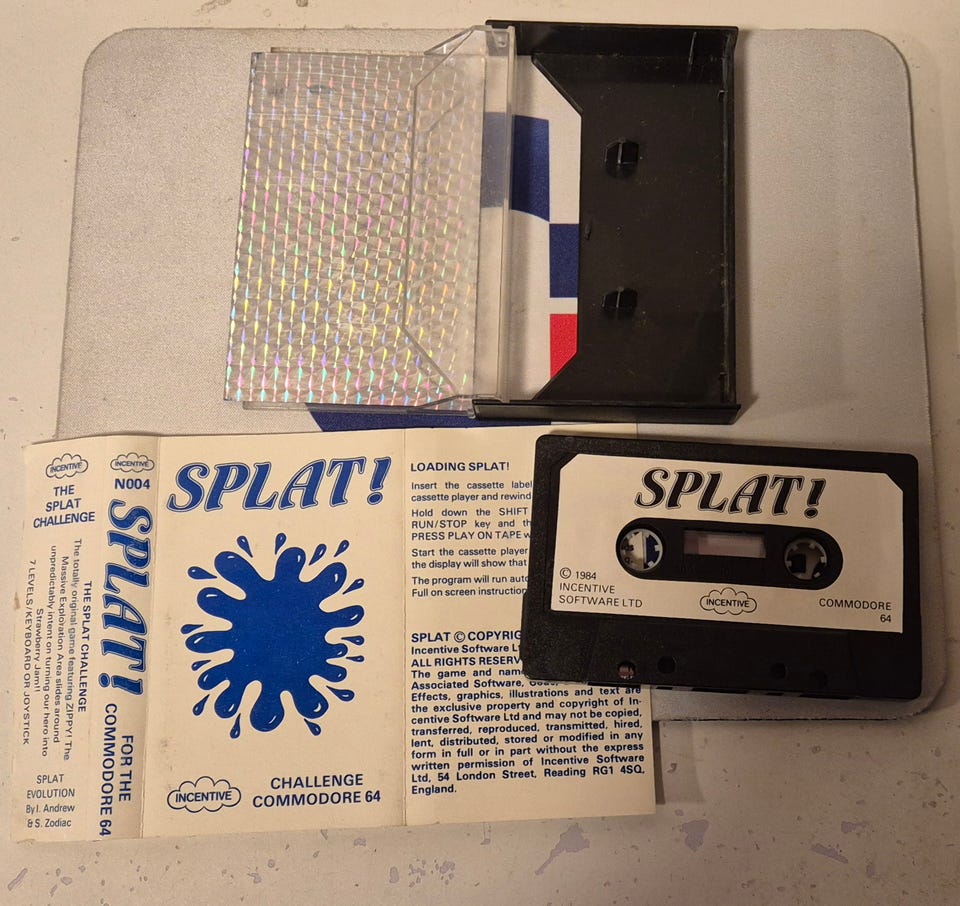 INCENTIVE
THE
SPLAT
CHALLENGE
THE SPLAT CHALLENGE
The totally original game featuring ZIPPY! The
Massive Exploration Area slides around
unpredictably intent on turning our hero into
Strawberry Jam!!
7 LEVELS/KEYBOARD OR JOYSTICK
SPLAT
EVOLUTION
By I. Andrew
& S. Zodiac
INCENTIVE
N004
SPLAT!
FOR THE
COMMODORE 64
SPLAT!
INCENTIVE
CHALLENGE
COMMODORE 64
LOADING SPLAT!
Insert the cassette label
cassette player and rewind
Hold down the SHIFT
RUN/STOP key and th
PRESS PLAY ON TAPE w
Start the cassette player
the display will show that
The program will run auto
Full on screen instruction
SPLAT © COPYRIG
Incentive Software Lt
ALL RIGHTS RESERV
The game and name
Associated Software,
Effects, graphics, illustrations and text are
the exclusive property and copyright of In-
centive Software Ltd and may not be copied,
transferred, reproduced, transmitted, hired,
lent, distributed, stored or modified in any
form in full or in part without the express
written permission of Incentive Software
Ltd, 54 London Street, Reading RG1 4SQ,
England.
SPLAT!
© 1984
INCENTIVE
SOFTWARE LTD
INCENTIVE
COMMODORE
64